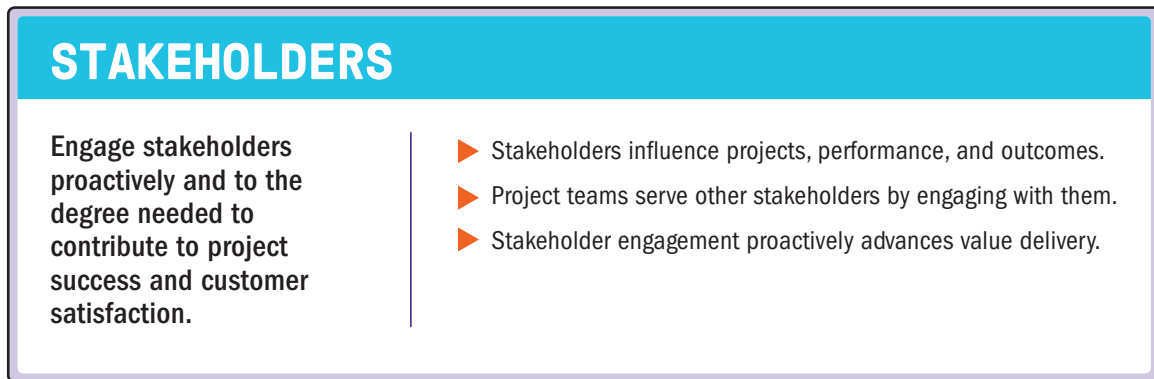 STAKEHOLDERS
Engage stakeholders
proactively and to the
degree needed to
contribute to project
success and customer
satisfaction.
Stakeholders influence projects, performance, and outcomes.
Project teams serve other stakeholders by engaging with them.
Stakeholder engagement proactively advances value delivery.